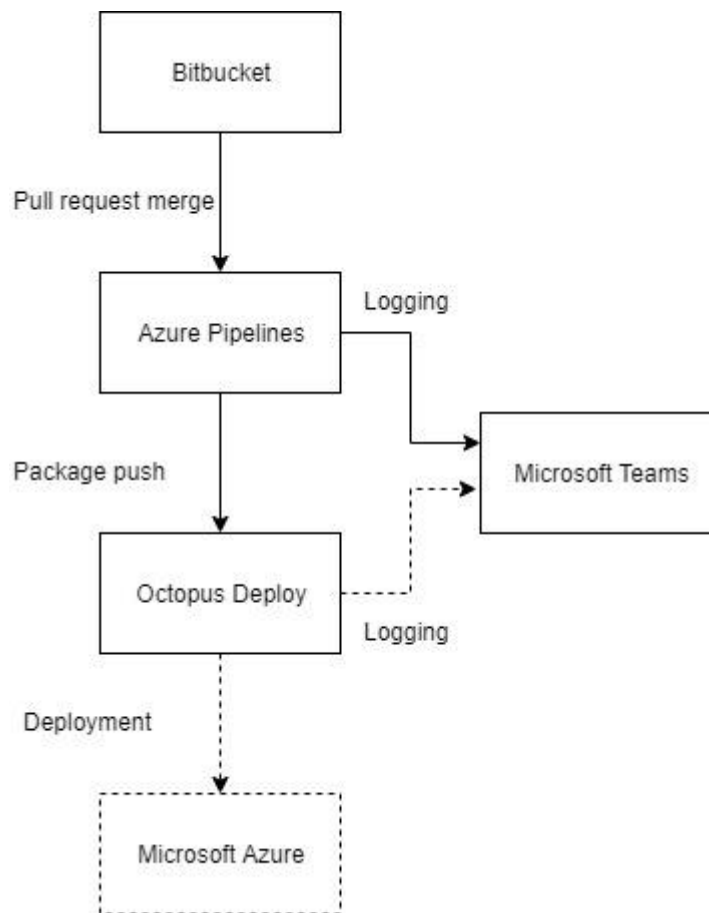 Bitbucket
Pull request merge
Logging
Azure Pipelines
Package push
Microsoft Teams
Octopus Deploy
Logging
Deployment
Microsoft Azure